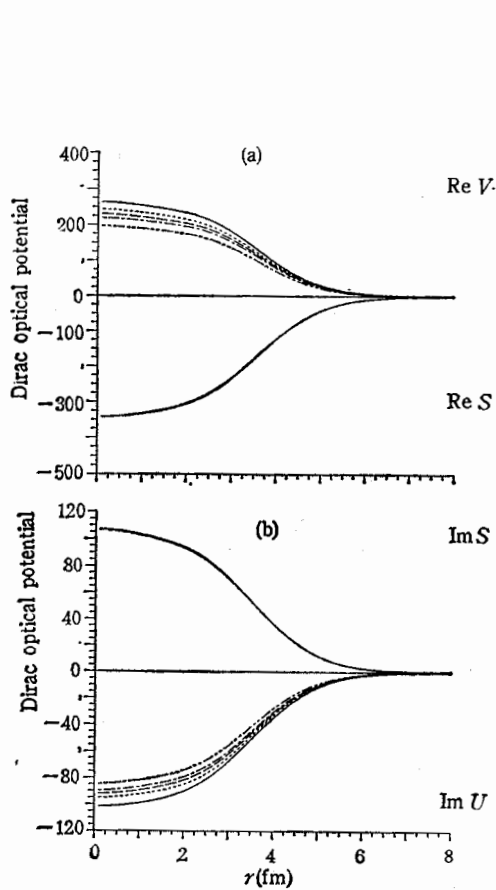 (a)
400
200
0
−100
−300
−500
Dirac optical potential
Re V
Re S
(b)
120
80
40
0
−40
−80
−120
Dirac optical potential
Im S
Im U
0 2 4 6 8
r(fm)